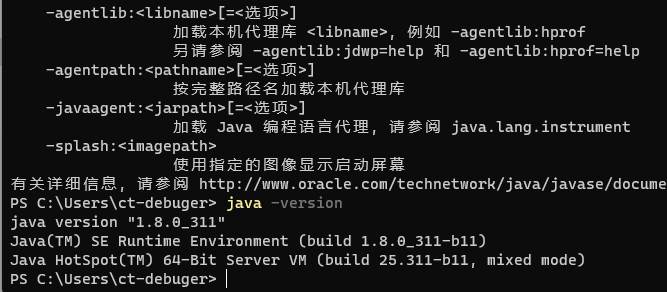 -agentlib:<libname>[=<选项>]
加载本机代理库 <libname>, 例如 -agentlib:hprof
另请参阅 -agentlib:jdwp=help 和 -agentlib:hprof=help
-agentpath:<pathname>[=<选项>]
按完整路径名加载本机代理库
-javaagent:<jarpath>[=<选项>]
加载 Java 编程语言代理, 请参阅 java.lang.instrument
-splash:<imagepath>
使用指定的图像显示启动屏幕
有关详细信息, 请参阅 http://www.oracle.com/technetwork/java/javase/docume
PS C:\Users\ct-debuger> java -version
java version "1.8.0_311"
Java(TM) SE Runtime Environment (build 1.8.0_311-b11)
Java HotSpot(TM) 64-Bit Server VM (build 25.311-b11, mixed mode)
PS C:\Users\ct-debuger>